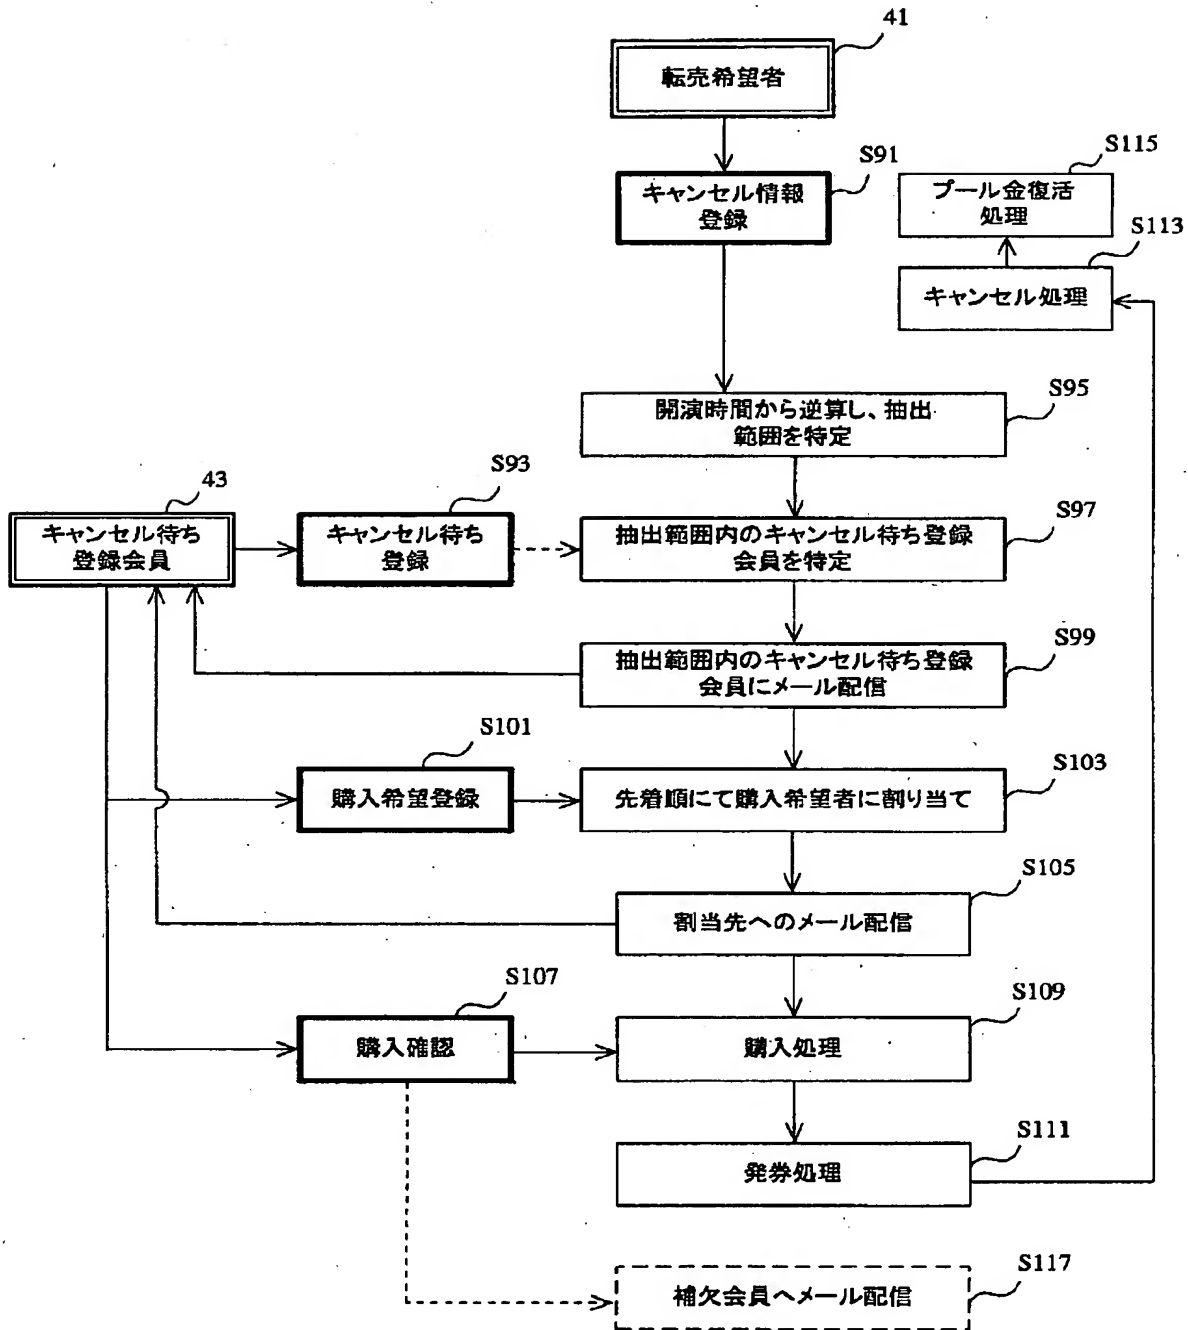 41
転売希望者
S91
キャンセル情報
登録
S115
プール金復活
処理
S113
キャンセル処理
S95
開演時間から逆算し、抽出
範囲を特定
43
キャンセル待ち
登録会員
S93
キャンセル待ち
登録
S97
抽出範囲内のキャンセル待ち登録
会員を特定
S99
抽出範囲内のキャンセル待ち登録
会員にメール配信
S101
購入希望登録
S103
先着順にて購入希望者に割り当て
S105
割当先へのメール配信
S107
購入確認
S109
購入処理
S111
発券処理
S117
補欠会員へメール配信